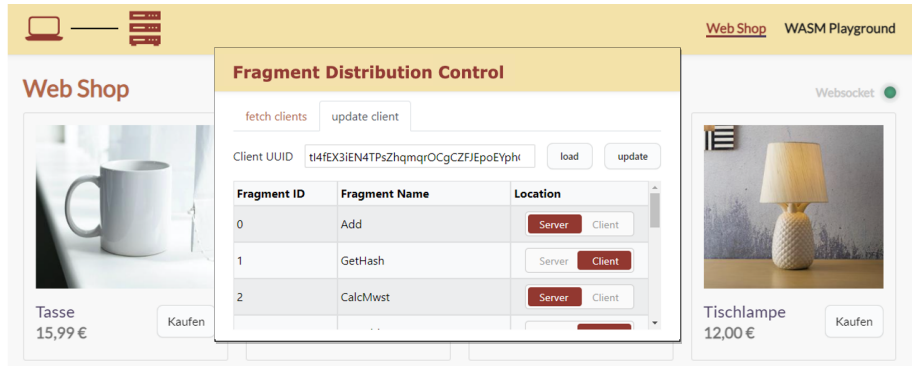 Web Shop WASM Playground
Web Shop
Websocket
Fragment Distribution Control
fetch clients update client
Client UUID tI4fEX3iEN4TPsZhqmqrOCgCZFJEpoEYph load update
Fragment ID Fragment Name Location
0 Add Server Client
1 GetHash Server Client
2 CalcMwst Server Client
Tasse
15,99 €
Kaufen
Tischlampe
12,00 €
Kaufen